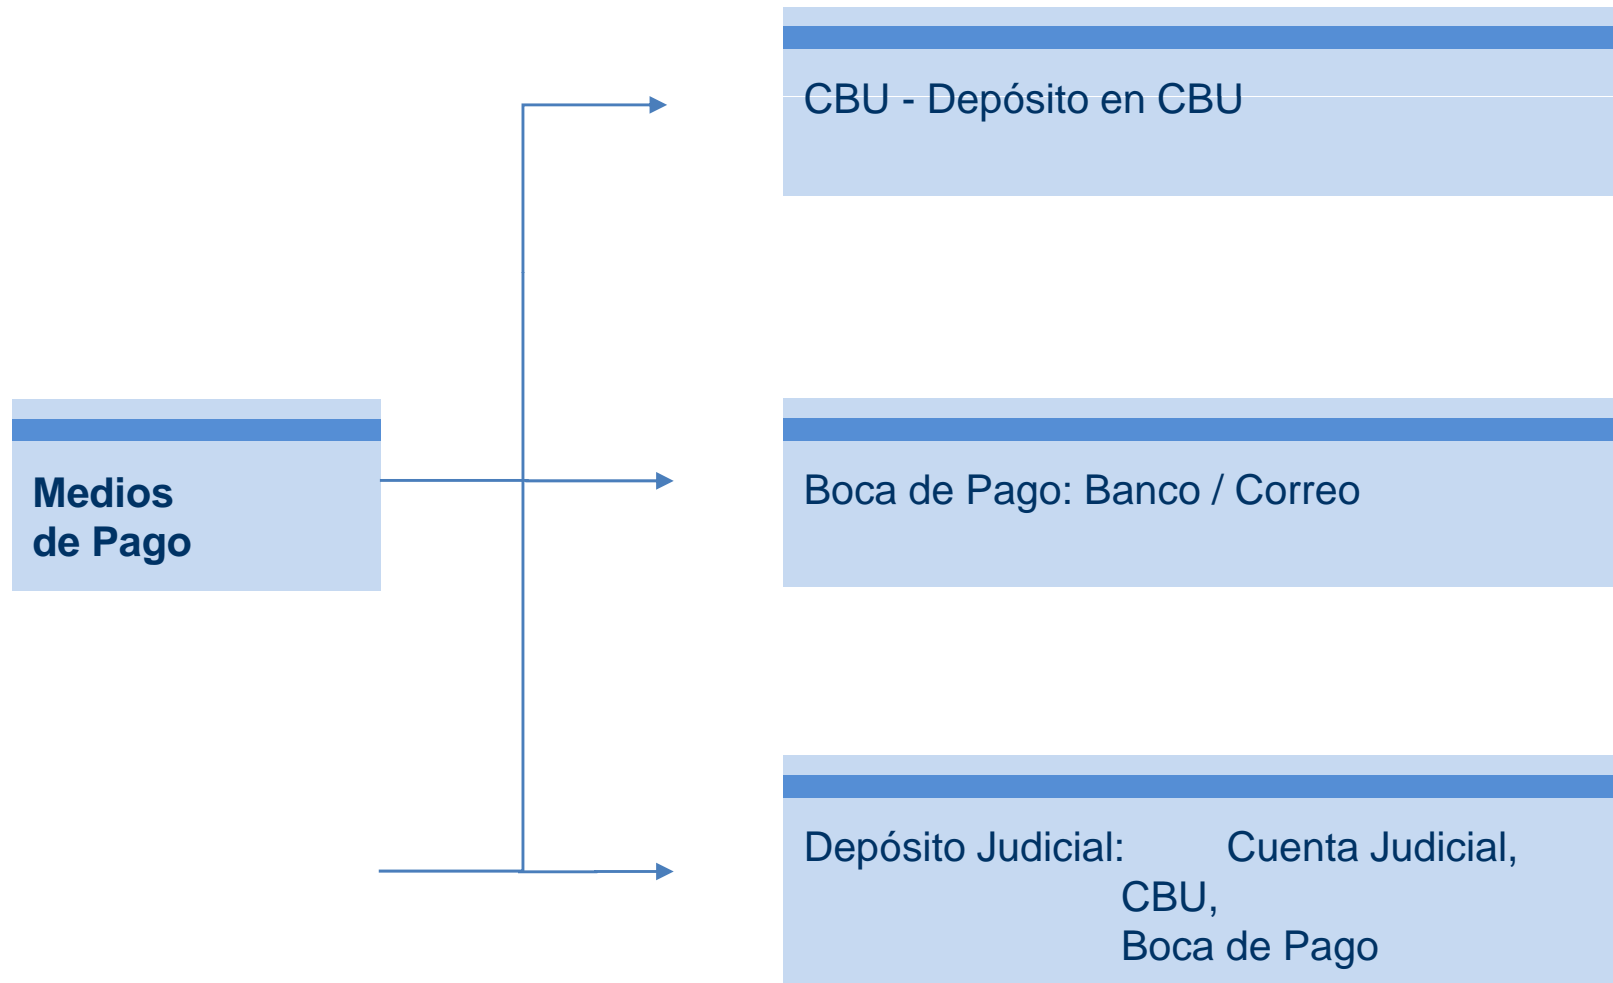 CBU - Depósito en CBU
Medios
de Pago
Boca de Pago: Banco / Correo
Depósito Judicial: Cuenta Judicial,
CBU,
Boca de Pago